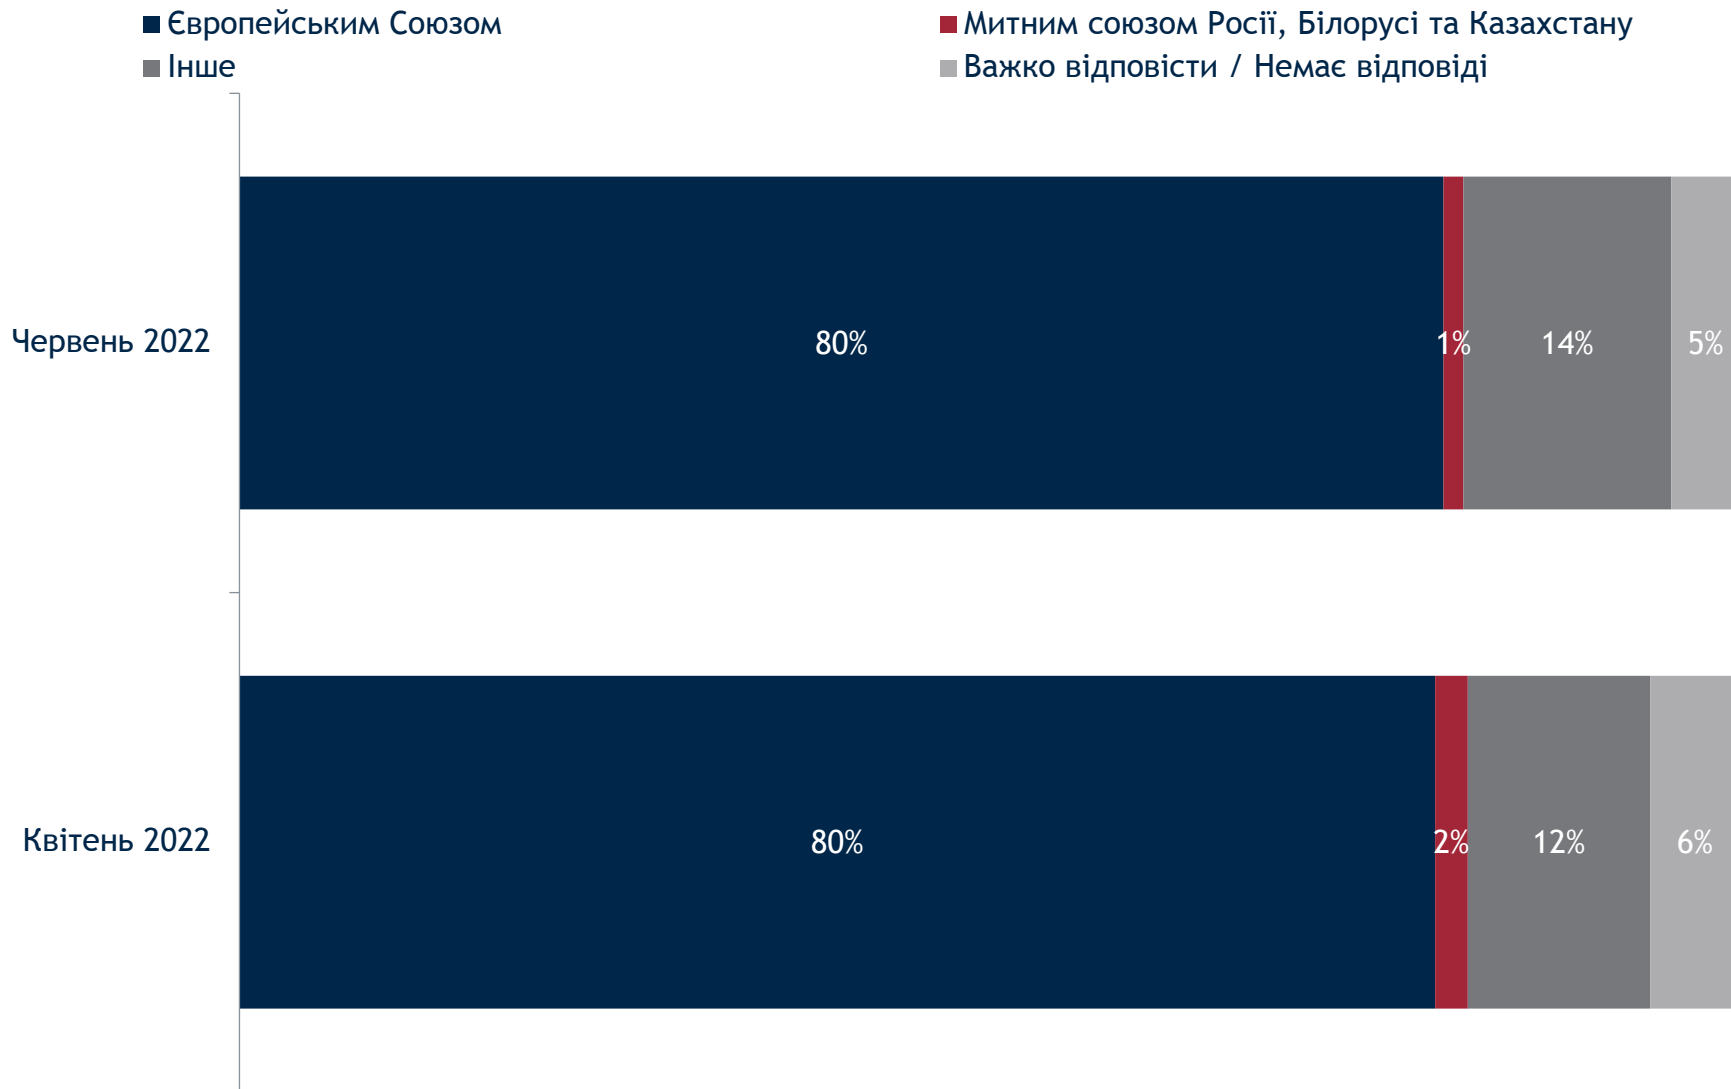 Європейським Союзом
Митним союзом Росії, Білорусі та Казахстану
Інше
Важко відповісти / Немає відповіді
Червень 2022
80%
1%
14%
5%
Квітень 2022
80%
2%
12%
6%